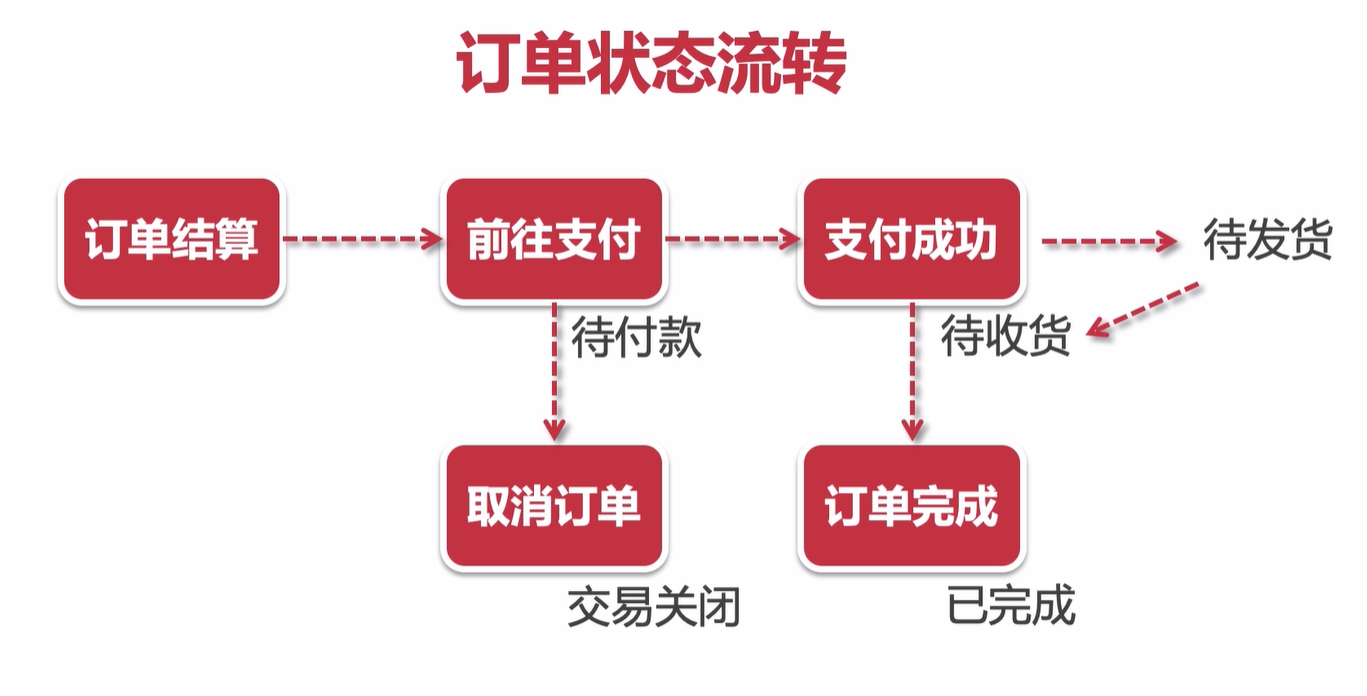 订单状态流转
订单结算
前往支付
支付成功
待发货
待付款
待收货
取消订单
订单完成
交易关闭
已完成